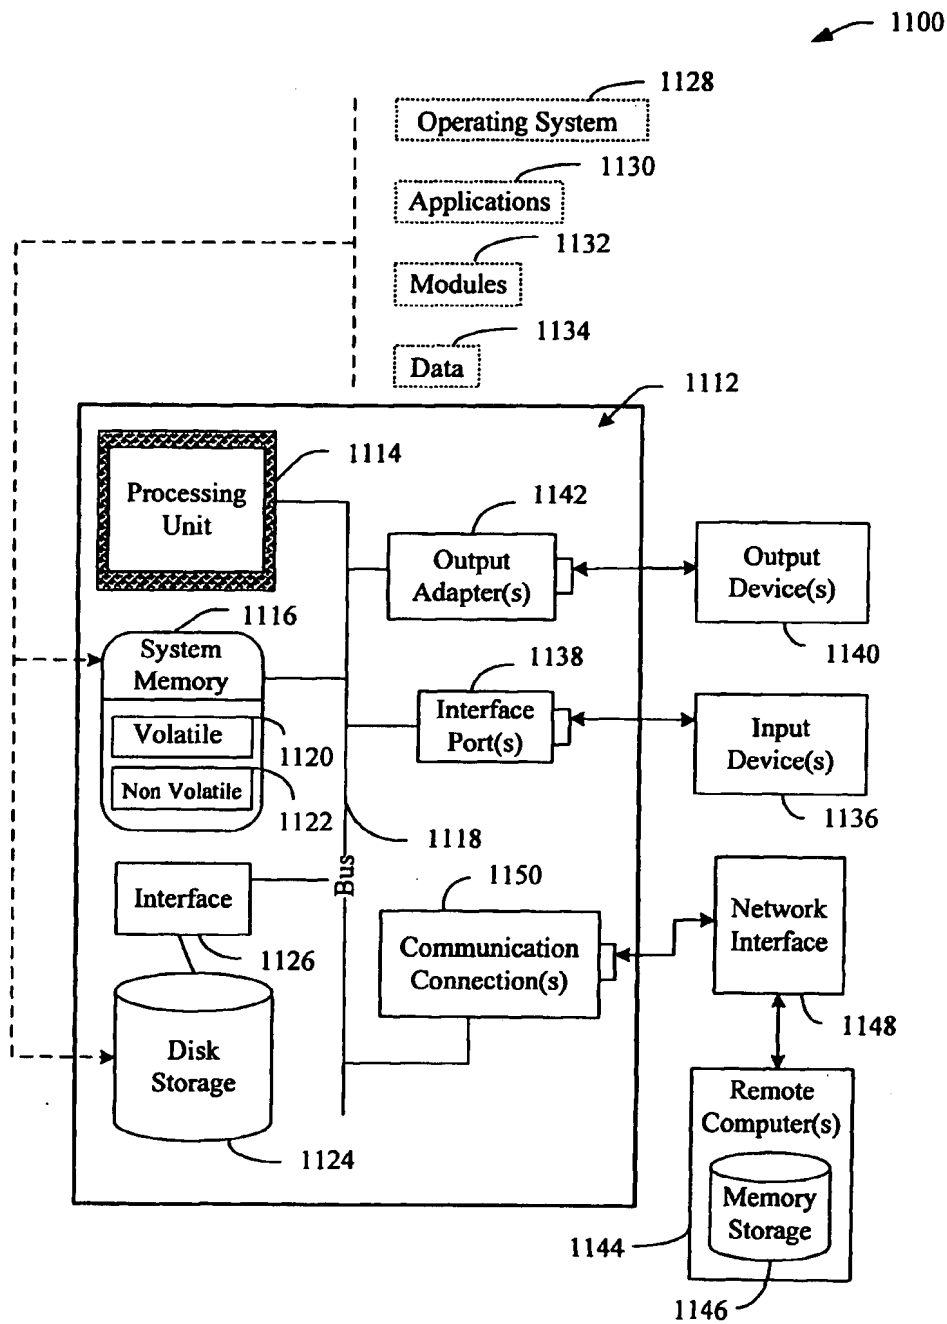 1100
1128
Operating System
1130
Applications
1132
Modules
1134
Data
1112
1114
Processing
Unit
1142
Output
Adapter(s)
Output
Device(s)
1140
1116
System
Memory
Volatile
1120
Non Volatile
1122
1138
Interface
Port(s)
Input
Device(s)
1136
1118
Bus
Interface
1126
1150
Communication
Connection(s)
Network
Interface
1148
Disk
Storage
1124
Remote
Computer(s)
Memory
Storage
1144
1146